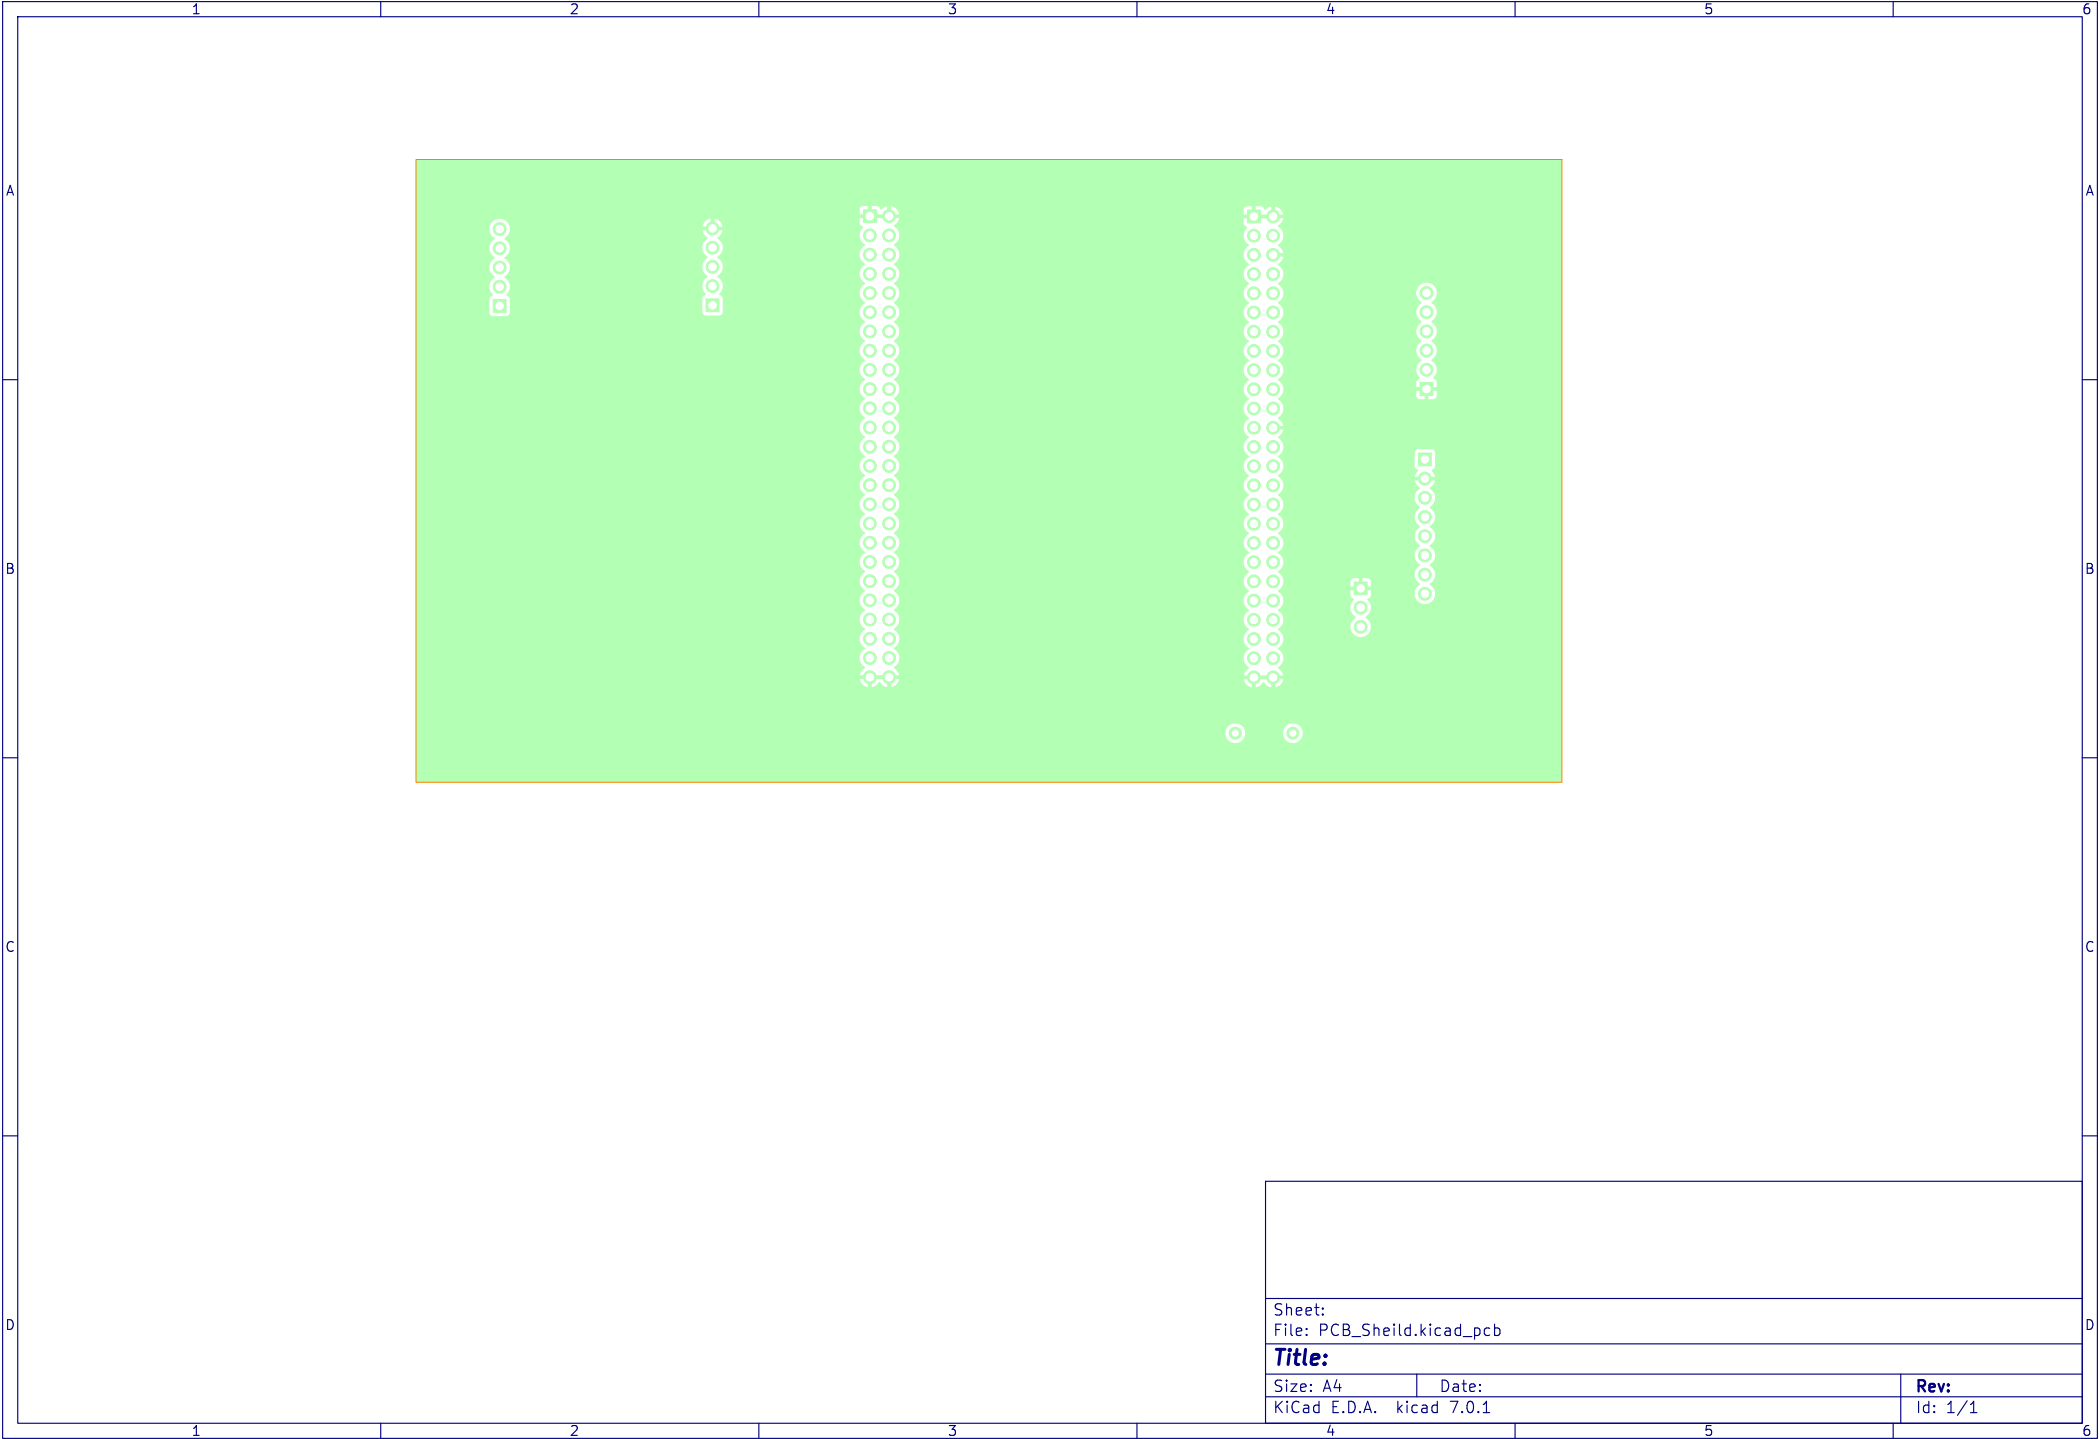 1 2 3 4 5 6
A A
B B
C C
D D
Sheet:
File: PCB_Sheild.kicad_pcb
Title:
Size: A4 Date: Rev:
KiCad E.D.A. kicad 7.0.1 Id: 1/1
1 2 3 4 5 6